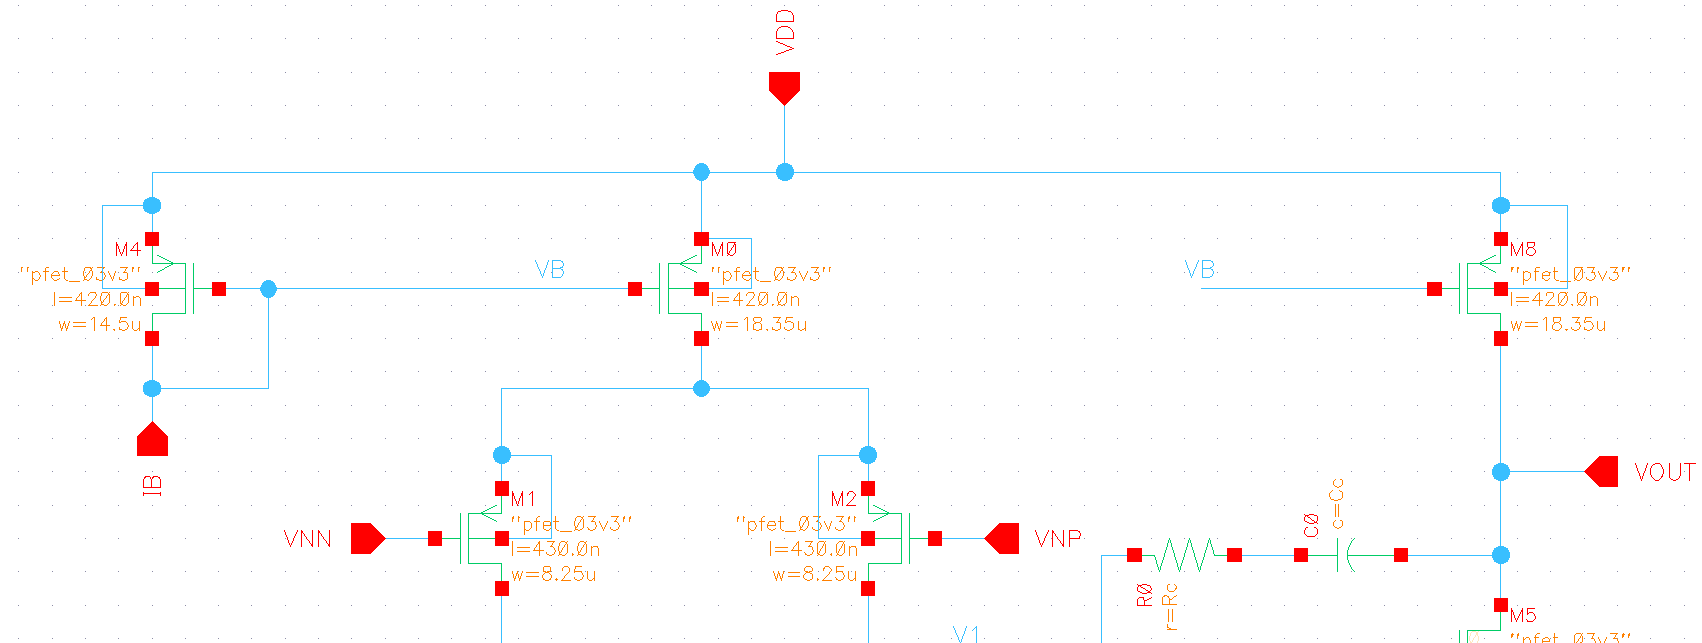 VDD
M4
"pfet_03v3"
l=420.0n
w=14.5u
VB
M0
"pfet_03v3"
l=420.0n
w=18.35u
VB
M8
"pfet_03v3"
l=420.0n
w=18.35u
IB
VNN
M1
"pfet_03v3"
l=430.0n
w=8.25u
M2
"pfet_03v3"
l=430.0n
w=8.25u
VNP
VOUT
C0
c=Cc
R0
r=Rc
M5
V1